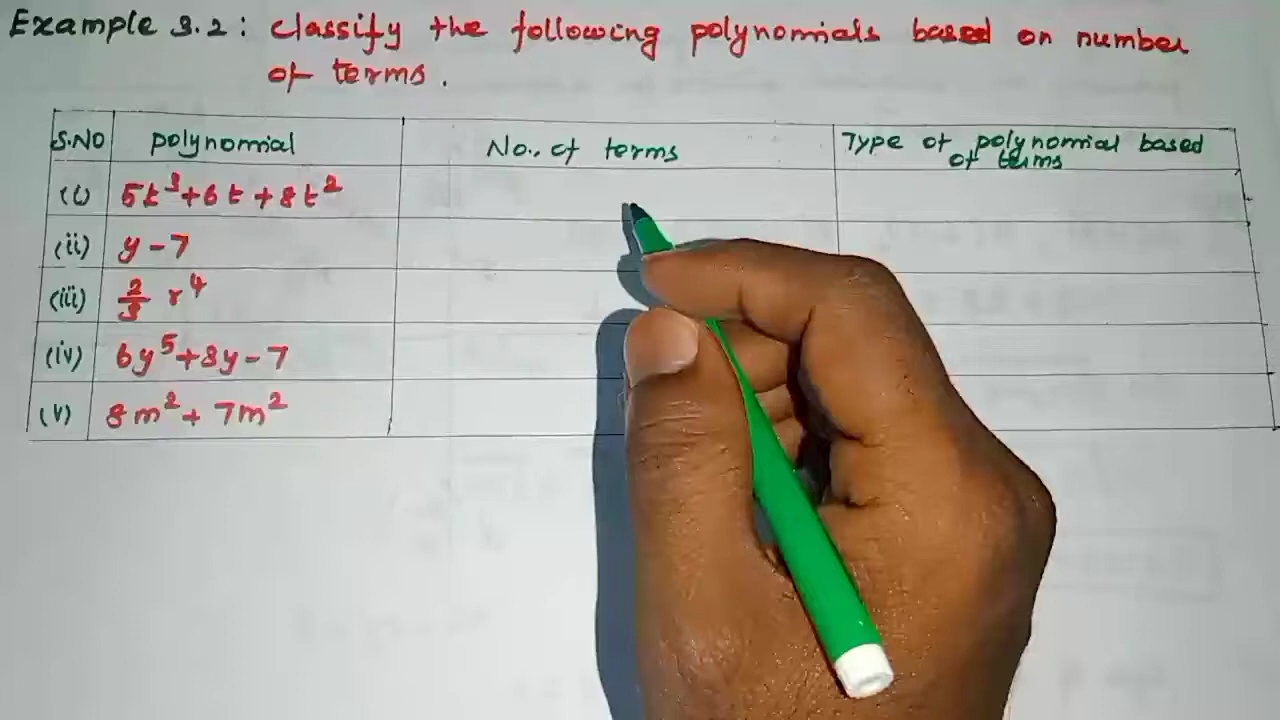 Example 3.2: Classify the following polynomials based on number
of terms.
S.NO polynomial No. of terms Type of polynomial based
of terms
(i) 5t³+6t+8t²
(ii) y-7
(iii) 2/3 r⁴
(iv) 6y⁵+8y-7
(v) 8m²+7m²